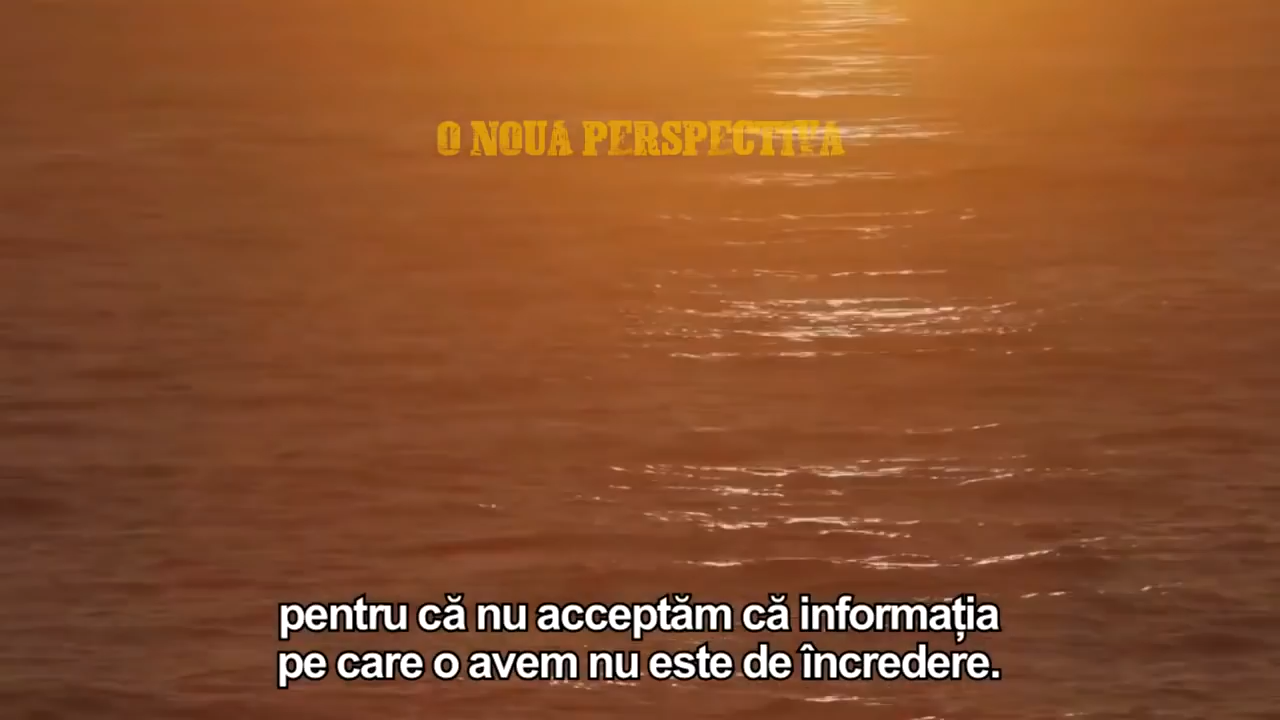 O NOUA PERSPECTIVA
pentru că nu acceptăm că informația
pe care o avem nu este de încredere.